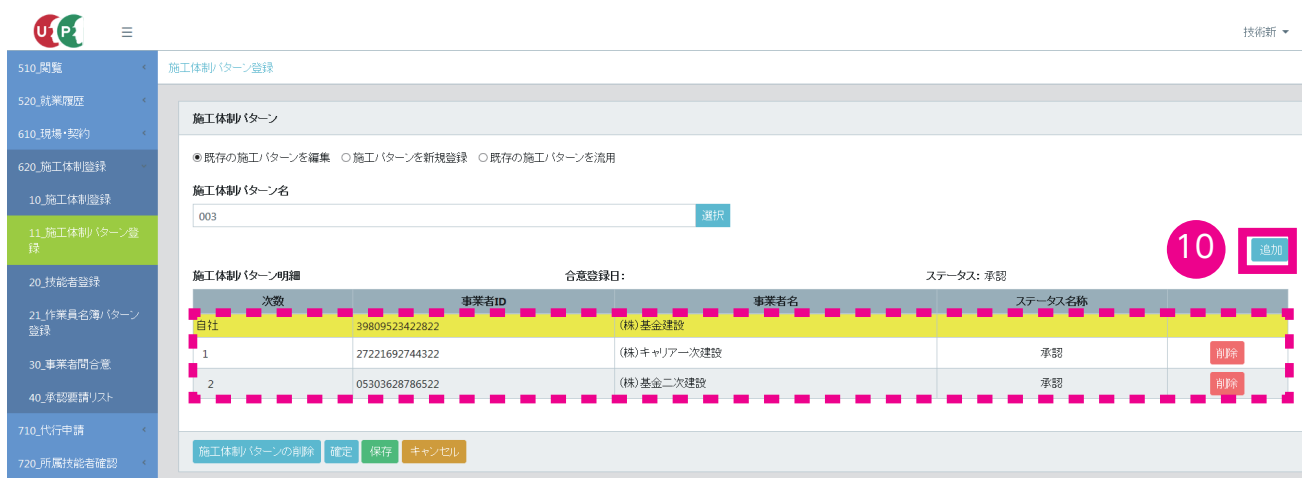 UP
技術新
510_閲覧
520_就業履歴
610_現場・契約
620_施工体制登録
10_施工体制登録
11_施工体制パターン登
録
20_技能者登録
21_作業員名簿パターン
登録
30_事業者間合意
40_承認要請リスト
710_代行申請
720_所属技能者確認
施工体制パターン登録
施工体制パターン
既存の施工パターンを編集 施工パターンを新規登録 既存の施工パターンを流用
施工体制パターン名
003 選択
10 追加
施工体制パターン明細 合意登録日: ステータス: 承認
次数 事業者ID 事業者名 ステータス名称
自社 39809523422822 (株)基金建設
1 27221692744322 (株)キャリアー次建設 承認 削除
2 05303628786522 (株)基金二次建設 承認 削除
施工体制パターンの削除 確定 保存 キャンセル